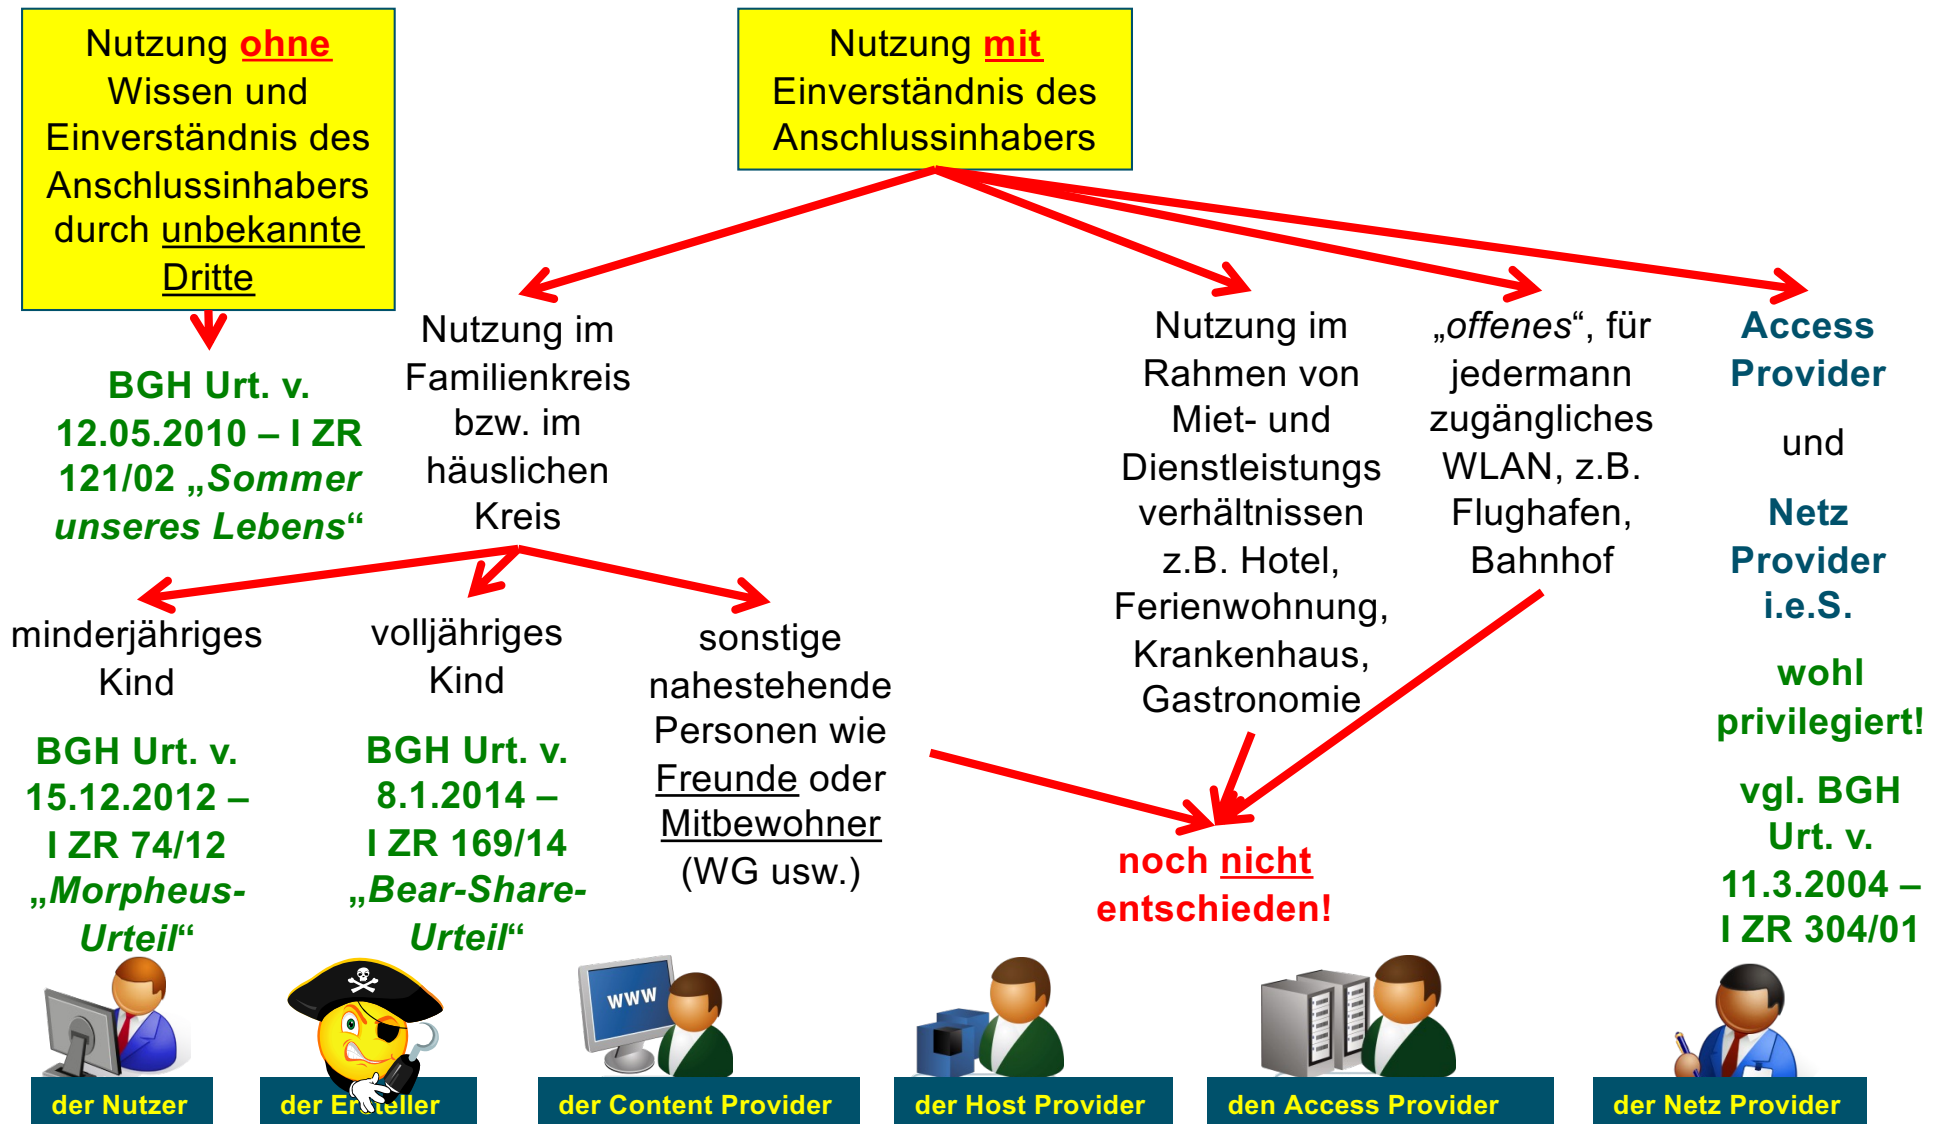 Nutzung ohne
Wissen und
Einverständnis des
Anschlussinhabers
durch unbekannte
Dritte
Nutzung mit
Einverständnis des
Anschlussinhabers
BGH Urt. v.
12.05.2010 – I ZR
121/02 „Sommer
unseres Lebens“
Nutzung im
Familienkreis
bzw. im
häuslichen
Kreis
Nutzung im
Rahmen von
Miet- und
Dienstleistungs
verhältnissen
z.B. Hotel,
Ferienwohnung,
Krankenhaus,
Gastronomie
„offenes“, für
jedermann
zugängliches
WLAN, z.B.
Flughafen,
Bahnhof
Access
Provider
und
Netz
Provider
i.e.S.
wohl
privilegiert!
vgl. BGH
Urt. v.
11.3.2004 –
I ZR 304/01
minderjähriges
Kind
BGH Urt. v.
15.12.2012 –
I ZR 74/12
„Morpheus-
Urteil“
volljähriges
Kind
BGH Urt. v.
8.1.2014 –
I ZR 169/14
„Bear-Share-
Urteil“
sonstige
nahestehende
Personen wie
Freunde oder
Mitbewohner
(WG usw.)
noch nicht
entschieden!
www
der Nutzer
der Ersteller
der Content Provider
der Host Provider
den Access Provider
der Netz Provider